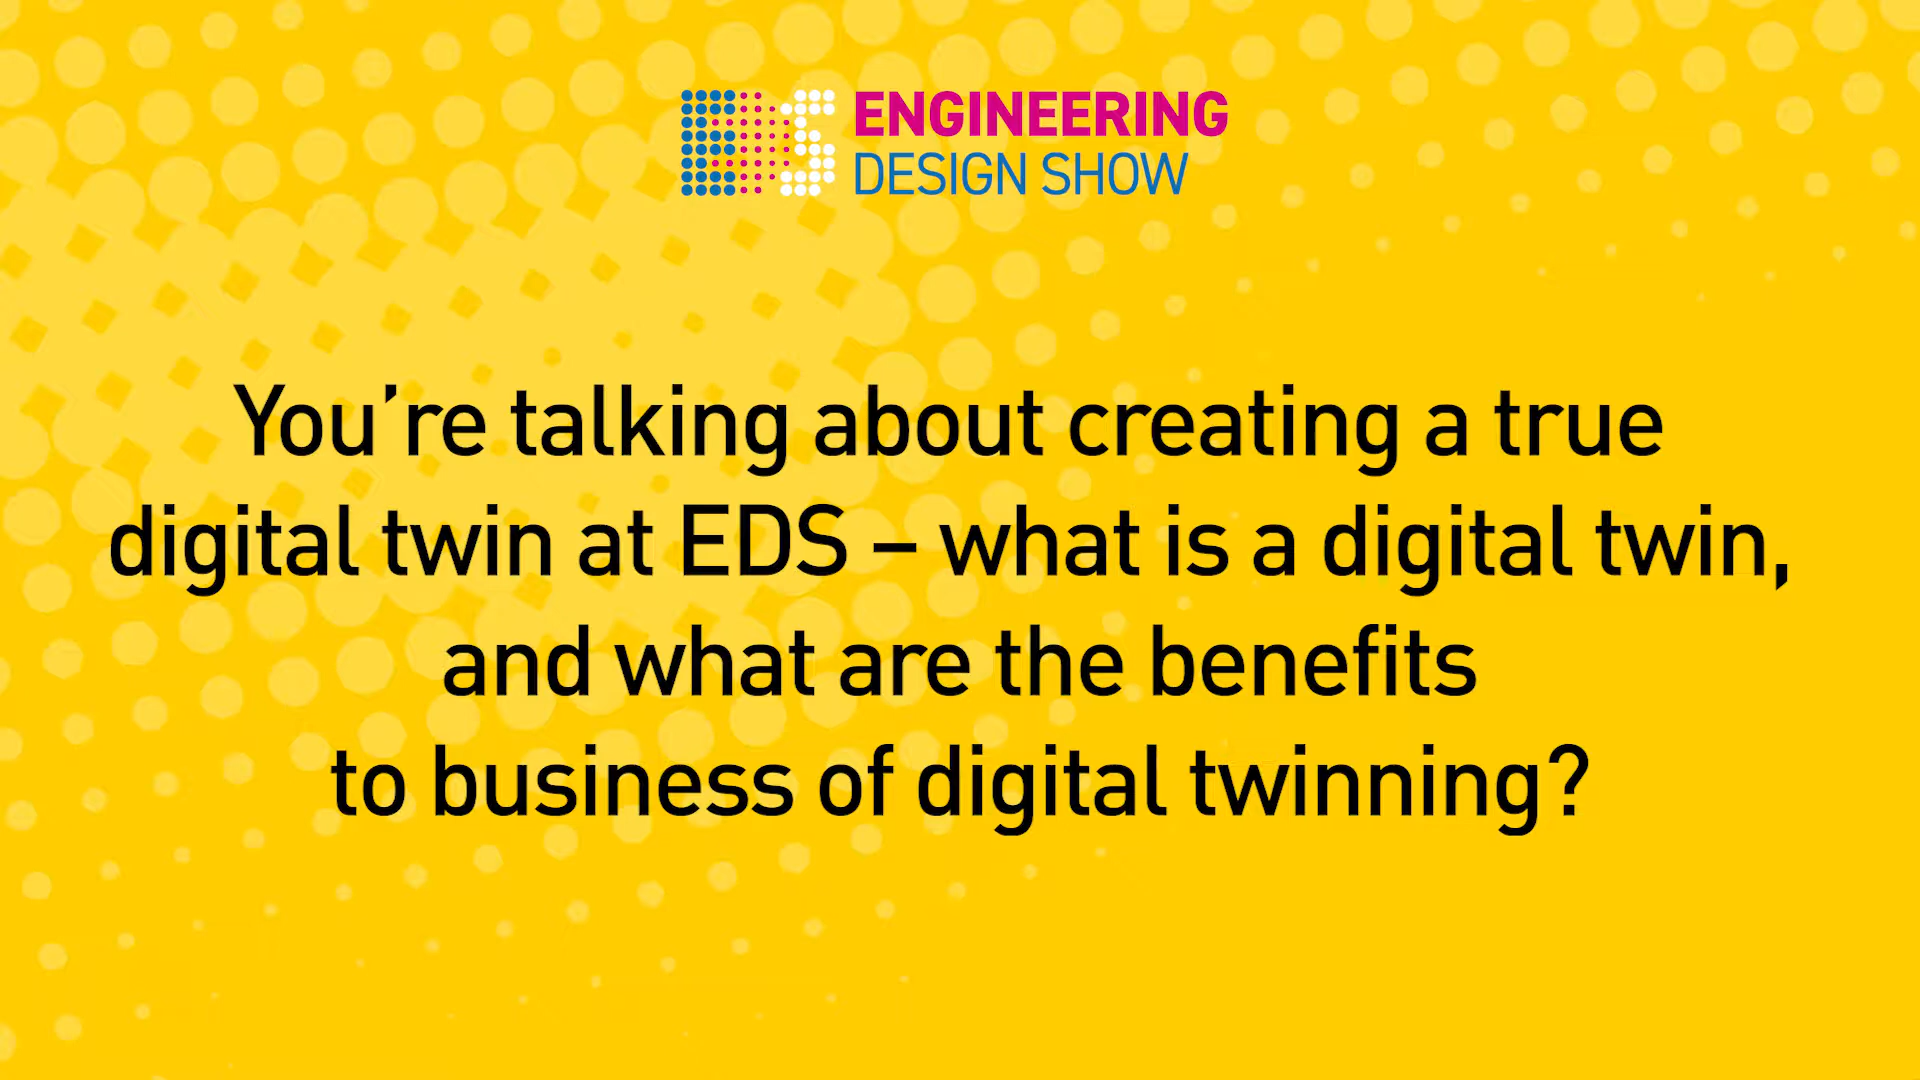 EDS ENGINEERING
DESIGN SHOW
You’re talking about creating a true
digital twin at EDS – what is a digital twin,
and what are the benefits
to business of digital twinning?